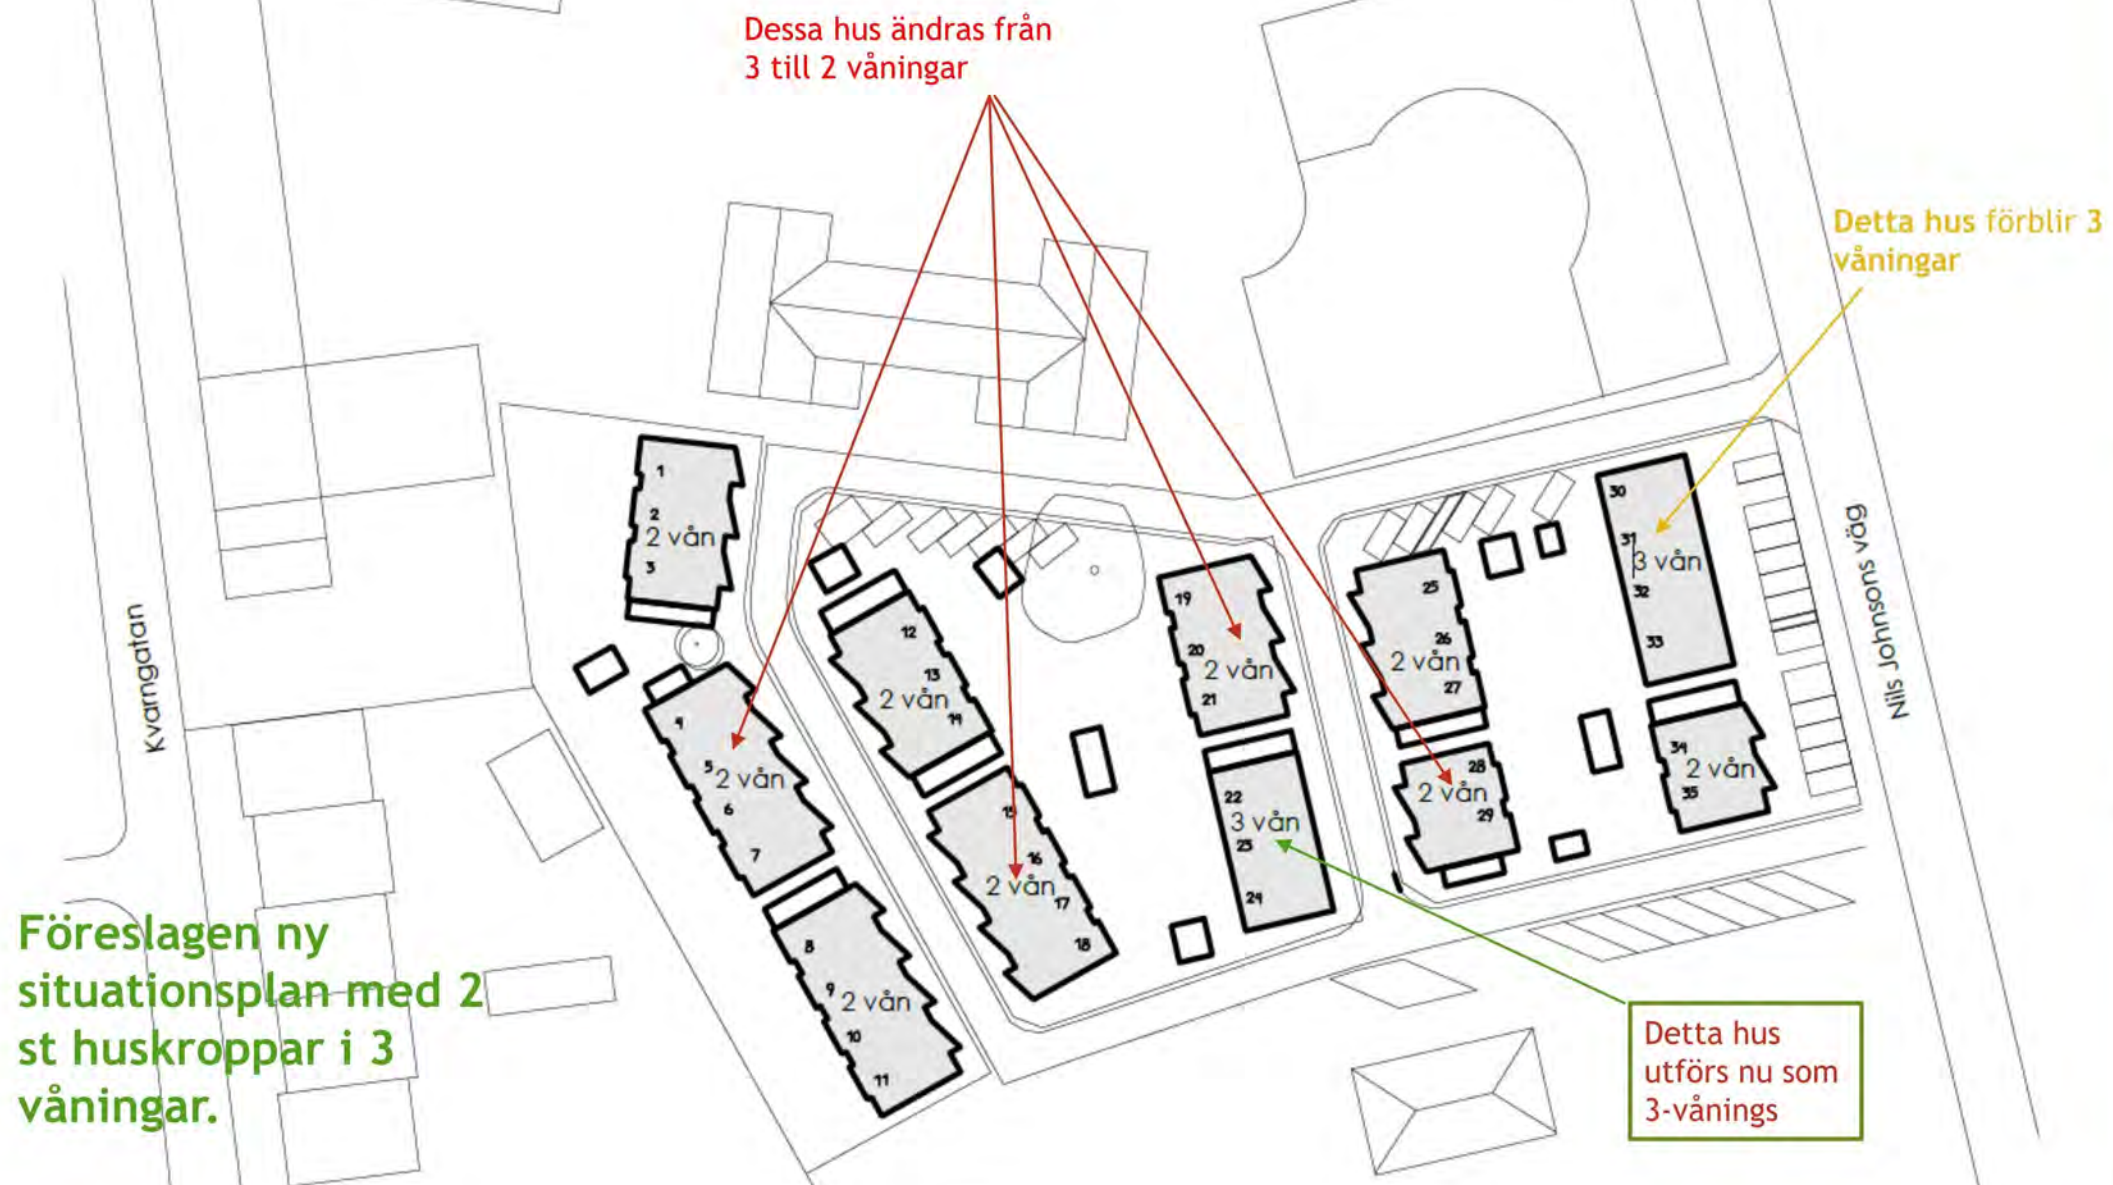 Dessa hus ändras från
3 till 2 våningar
Detta hus förblir 3
våningar
1
2
2 vån
3
4
5
2 vån
6
7
8
9
2 vån
10
11
12
13
2 vån
14
15
16
2 vån
17
18
19
20
2 vån
21
22
3 vån
23
24
25
26
2 vån
27
28
2 vån
29
30
31
3 vån
32
33
34
2 vån
35
Kvarngatan
Nils Johnsons väg
Föreslagen ny
situationsplan med 2
st huskroppar i 3
våningar.
Detta hus
utförs nu som
3-vånings